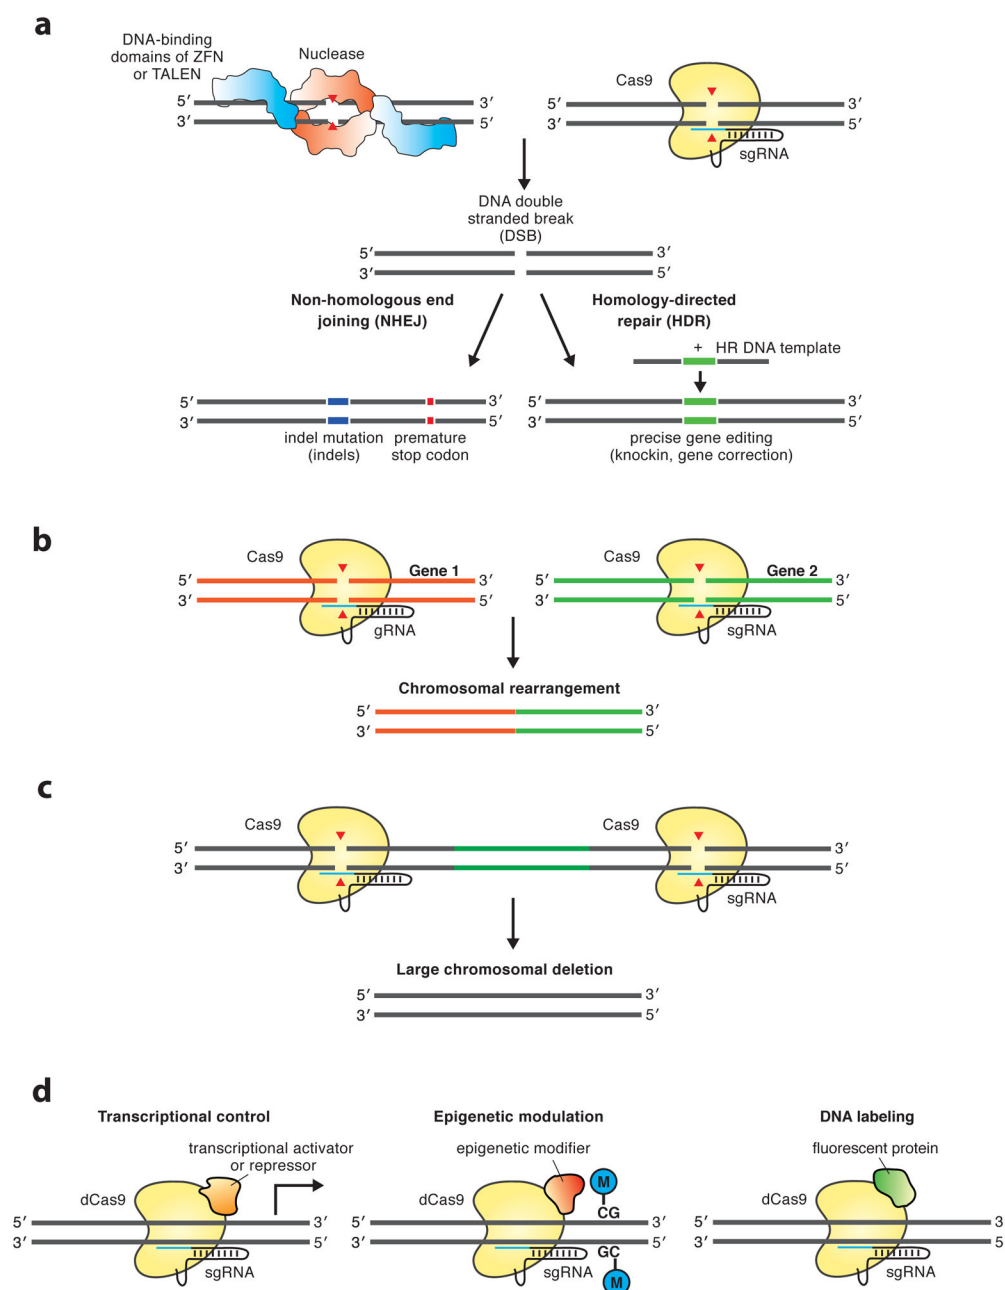 a
DNA-binding
domains of ZFN
or TALEN
Nuclease
5′
3′
3′
5′
Cas9
5′
3′
3′
5′
sgRNA
DNA double
stranded break
(DSB)
5′
3′
3′
5′
Non-homologous end
joining (NHEJ)
Homology-directed
repair (HDR)
+ HR DNA template
5′
3′
3′
5′
indel mutation
(indels)
premature
stop codon
5′
3′
3′
5′
precise gene editing
(knockin, gene correction)
b
Cas9
Gene 1
5′
3′
3′
5′
gRNA
Cas9
Gene 2
5′
3′
3′
5′
sgRNA
Chromosomal rearrangement
5′
3′
3′
5′
c
Cas9
Cas9
5′
3′
3′
5′
sgRNA
Large chromosomal deletion
5′
3′
3′
5′
d
Transcriptional control
transcriptional activator
or repressor
dCas9
5′
3′
3′
5′
sgRNA
Epigenetic modulation
epigenetic modifier
dCas9
M
CG
5′
3′
3′
5′
GC
M
sgRNA
DNA labeling
fluorescent protein
dCas9
5′
3
3′
5
sgRNA